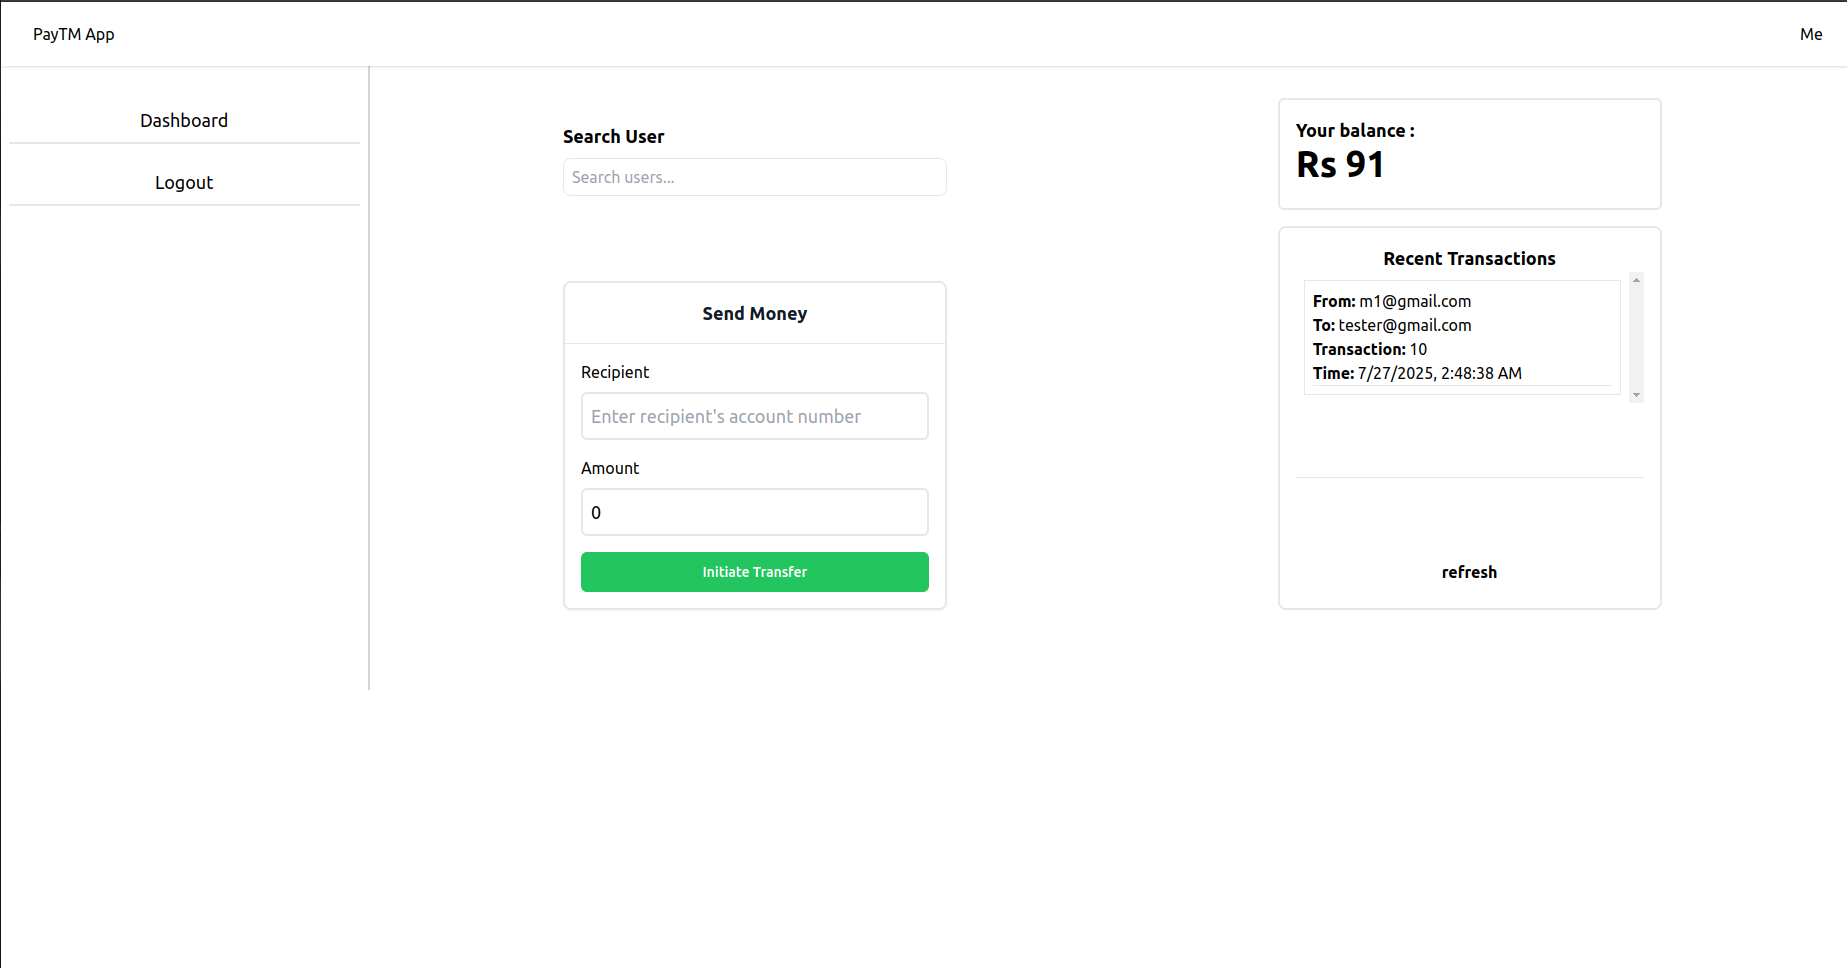 PayTM App
Me
Dashboard
Logout
Search User
Search users...
Send Money
Recipient
Enter recipient's account number
Amount
0
Initiate Transfer
Your balance :
Rs 91
Recent Transactions
From: m1@gmail.com
To: tester@gmail.com
Transaction: 10
Time: 7/27/2025, 2:48:38 AM
refresh